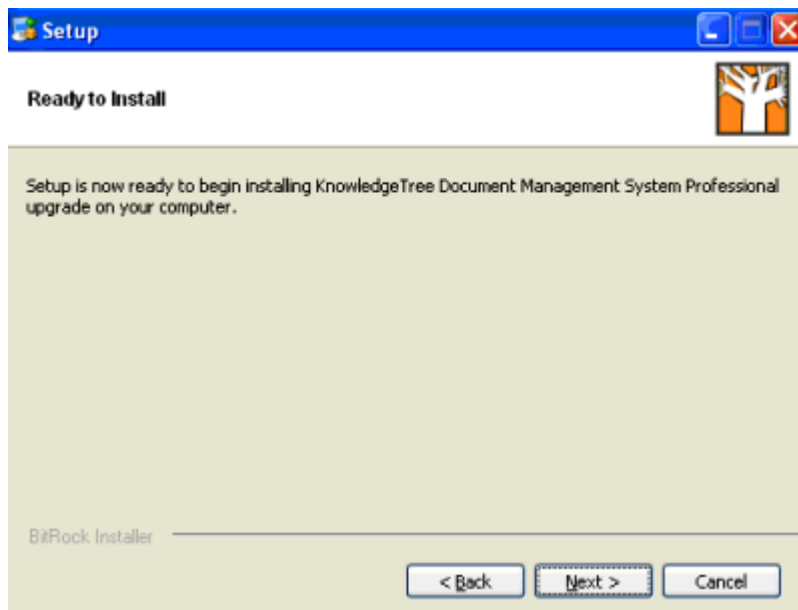 Setup
Ready to Install
Setup is now ready to begin installing KnowledgeTree Document Management System Professional
upgrade on your computer.
BitRock Installer
< Back
Next >
Cancel